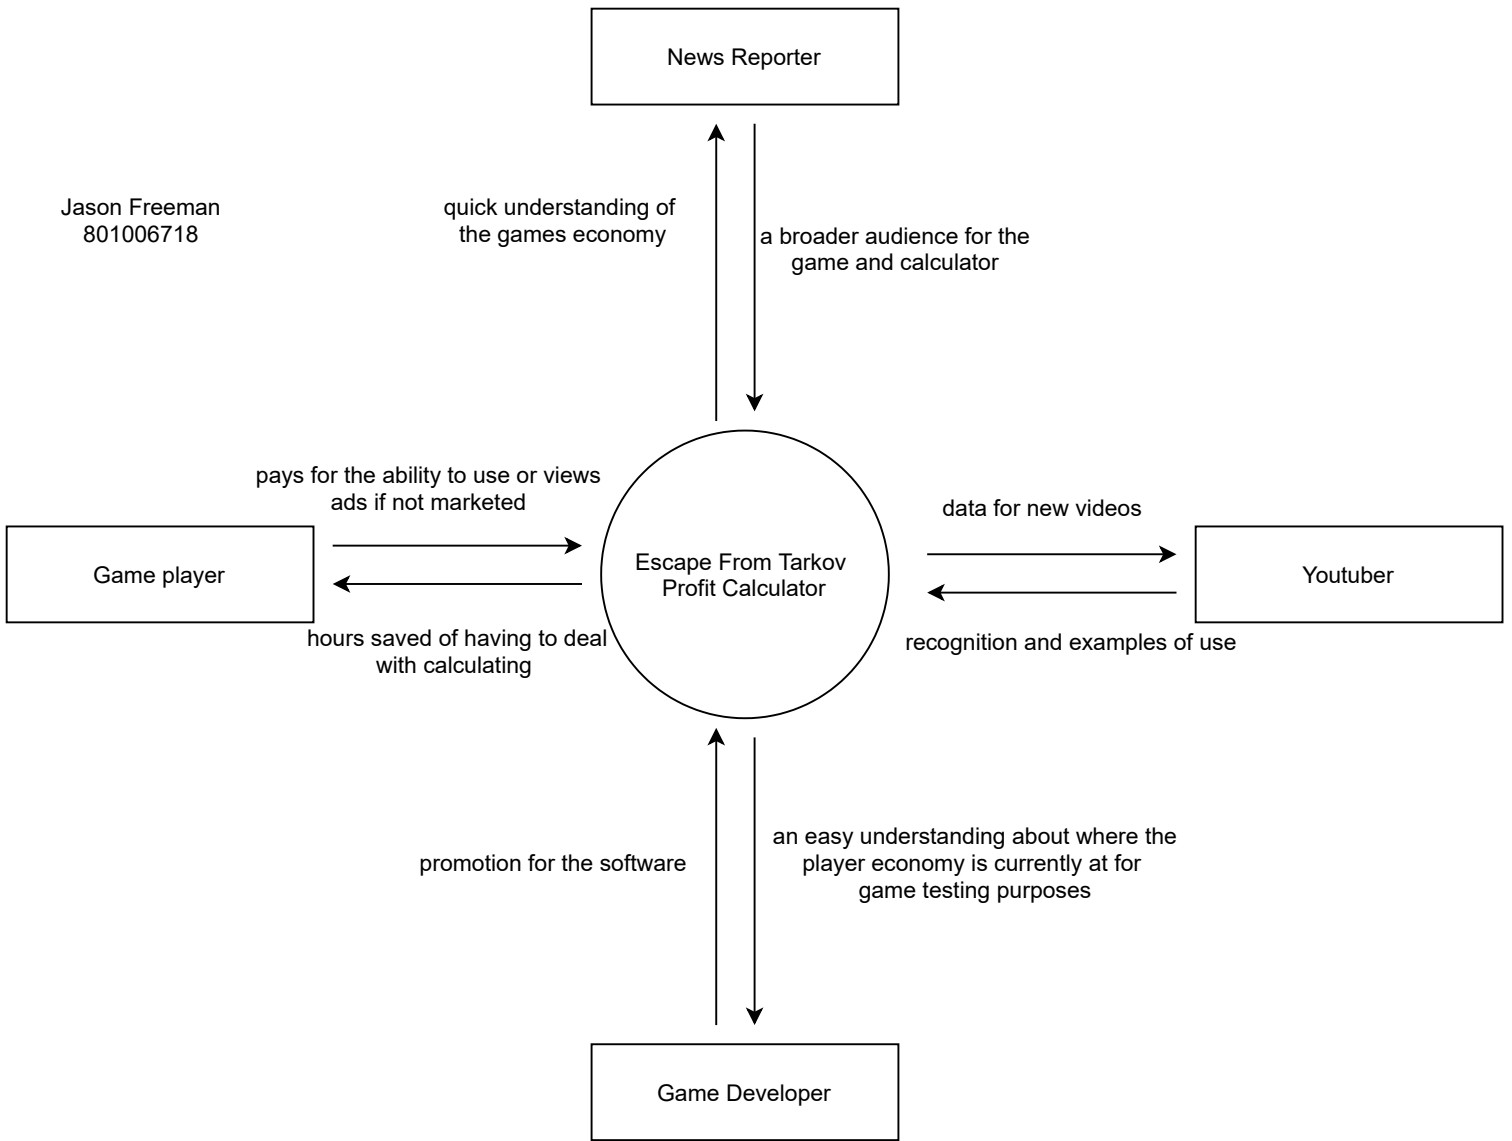 News Reporter
Jason Freeman
801006718
quick understanding of
the games economy
a broader audience for the
game and calculator
pays for the ability to use or views
ads if not marketed
data for new videos
Game player
Escape From Tarkov
Profit Calculator
Youtuber
hours saved of having to deal
with calculating
recognition and examples of use
promotion for the software
an easy understanding about where the
player economy is currently at for
game testing purposes
Game Developer